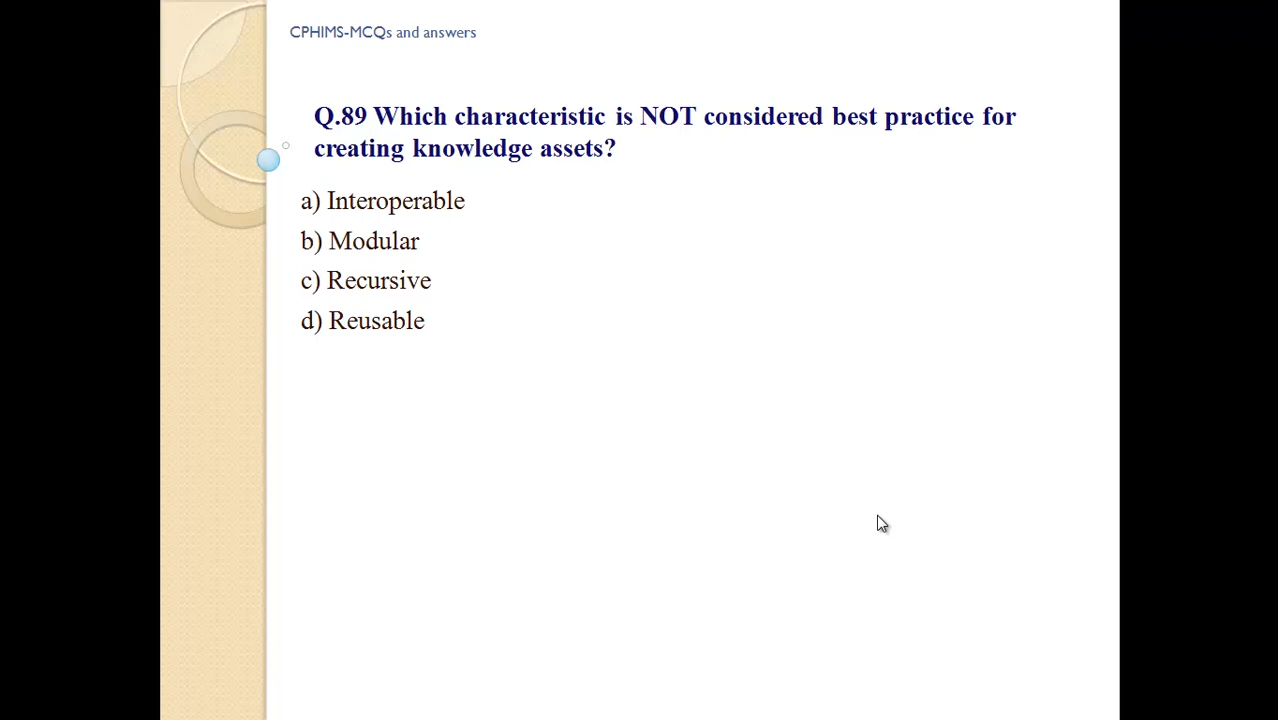 CPHIMS-MCQs and answers
Q.89 Which characteristic is NOT considered best practice for
creating knowledge assets?
a) Interoperable
b) Modular
c) Recursive
d) Reusable